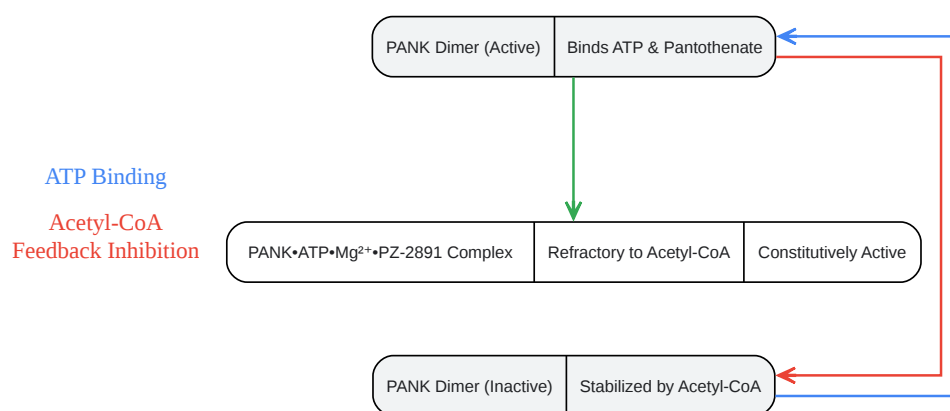 PANK Dimer (Active)
Binds ATP & Pantothenate
ATP Binding
Acetyl-CoA
Feedback Inhibition
PANK•ATP•Mg²⁺•PZ-2891 Complex
Refractory to Acetyl-CoA
Constitutively Active
PANK Dimer (Inactive)
Stabilized by Acetyl-CoA